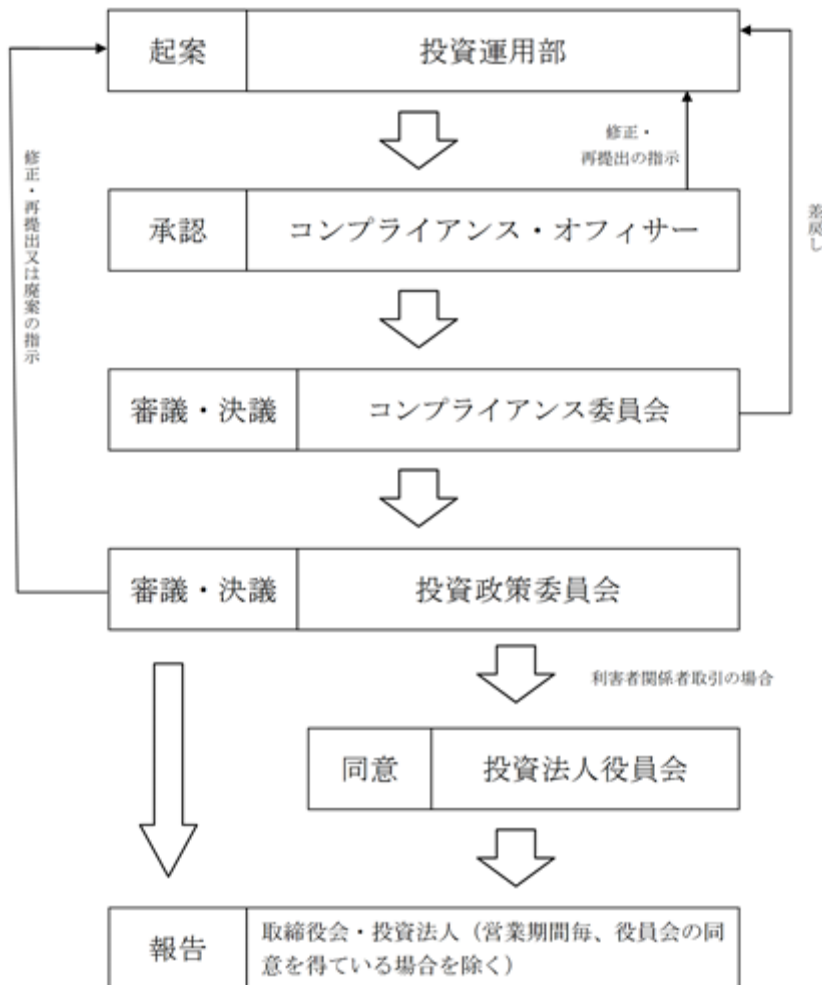 起案
投資運用部
修正・
再提出の指示
修正・再提出又は廃案の指示
差戻し
承認
コンプライアンス・オフィサー
審議・決議
コンプライアンス委員会
審議・決議
投資政策委員会
利害者関係者取引の場合
同意
投資法人役員会
報告
取締役会・投資法人（営業期間毎、役員会の同
意を得ている場合を除く）